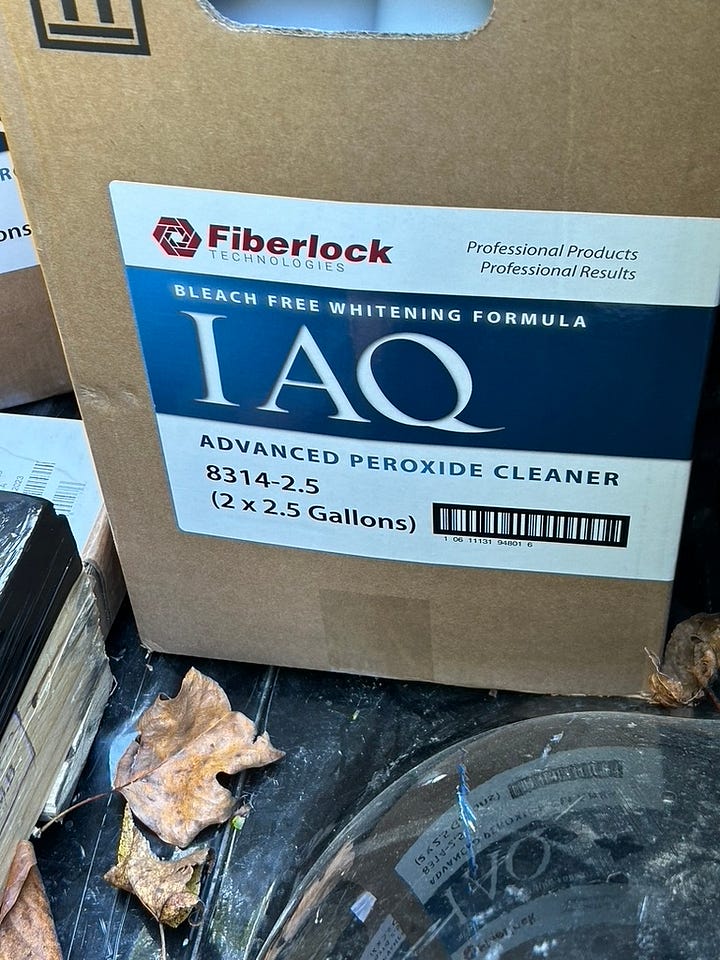 Fiberlock
TECHNOLOGIES
Professional Products
Professional Results
BLEACH FREE WHITENING FORMULA
IAQ
ADVANCED PEROXIDE CLEANER
8314-2.5
(2 x 2.5 Gallons)
1 06 11131 94801 6